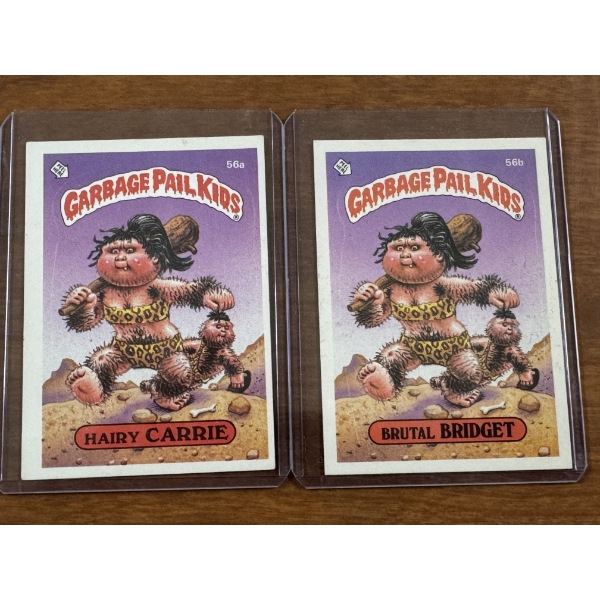 56a
GARBAGE PAIL KIDS®
HAIRY CARRIE
56b
GARBAGE PAIL KIDS®
BRUTAL BRIDGET